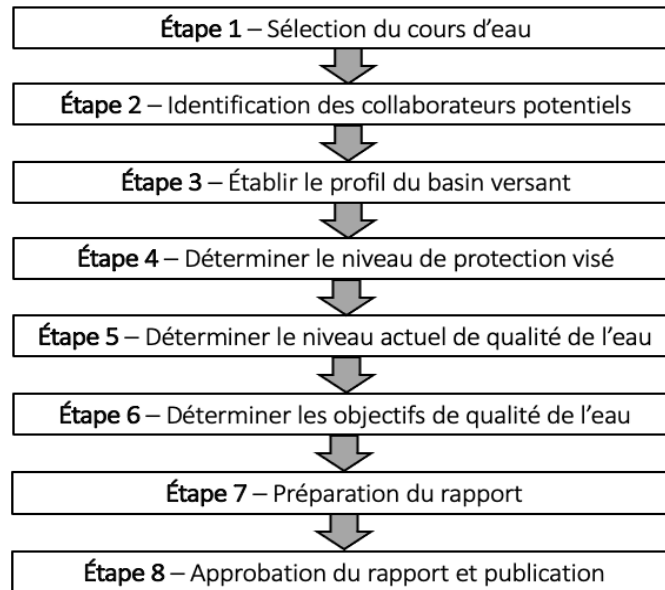 Étape 1 – Sélection du cours d'eau
Étape 2 – Identification des collaborateurs potentiels
Étape 3 – Établir le profil du basin versant
Étape 4 – Déterminer le niveau de protection visé
Étape 5 – Déterminer le niveau actuel de qualité de l'eau
Étape 6 – Déterminer les objectifs de qualité de l'eau
Étape 7 – Préparation du rapport
Étape 8 – Approbation du rapport et publication